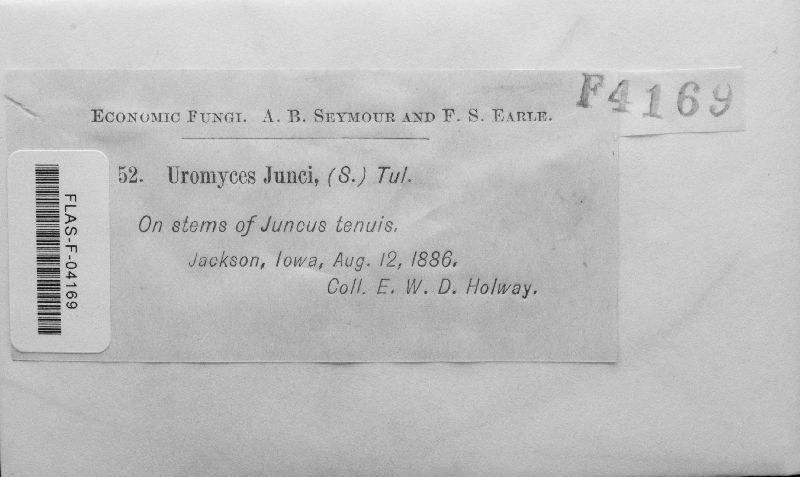 F4169
ECONOMIC FUNGI. A. B. SEYMOUR AND F. S. EARLE.
52. Uromyces Junci, (S.) Tul.
On stems of Juncus tenuis.
Jackson, Iowa, Aug. 12, 1886.
Coll. E. W. D. Holway.
FLAS-F-04169